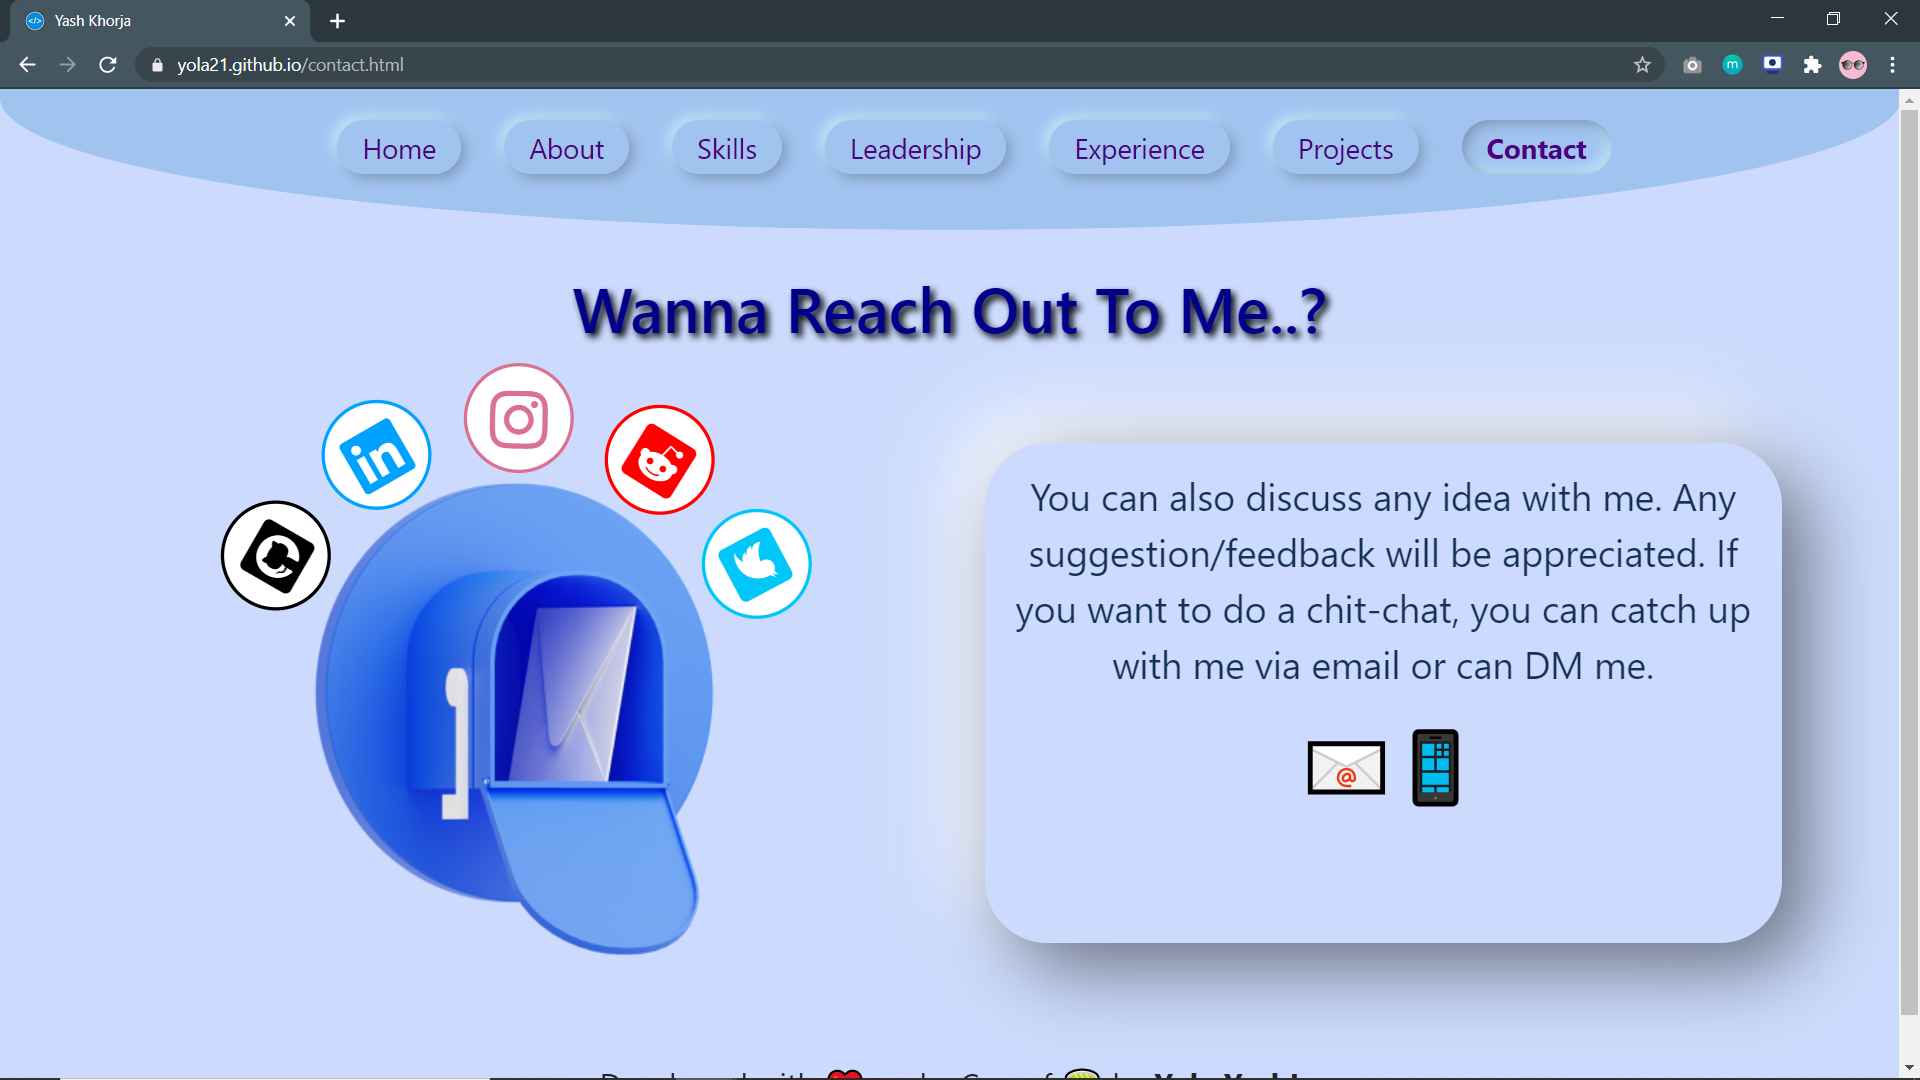 Yash Khorja
yola21.github.io/contact.html
m
Home About Skills Leadership Experience Projects Contact
Wanna Reach Out To Me..?
in
You can also discuss any idea with me. Any
suggestion/feedback will be appreciated. If
you want to do a chit-chat, you can catch up
with me via email or can DM me.
@